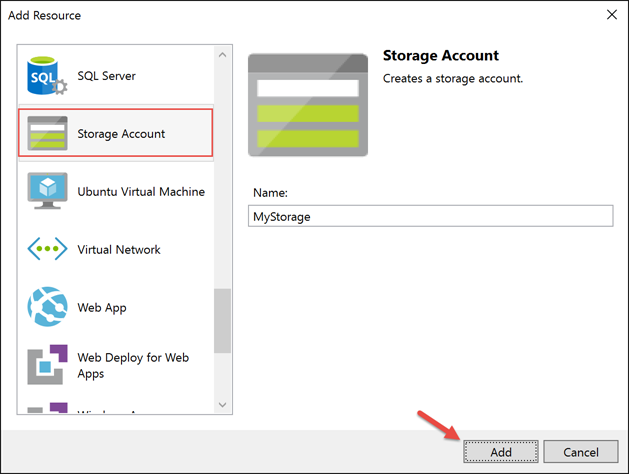 Add Resource
SQL
SQL Server
Storage Account
Ubuntu Virtual Machine
Virtual Network
Web App
Web Deploy for Web
Apps
Storage Account
Creates a storage account.
Name:
MyStorage
Add
Cancel